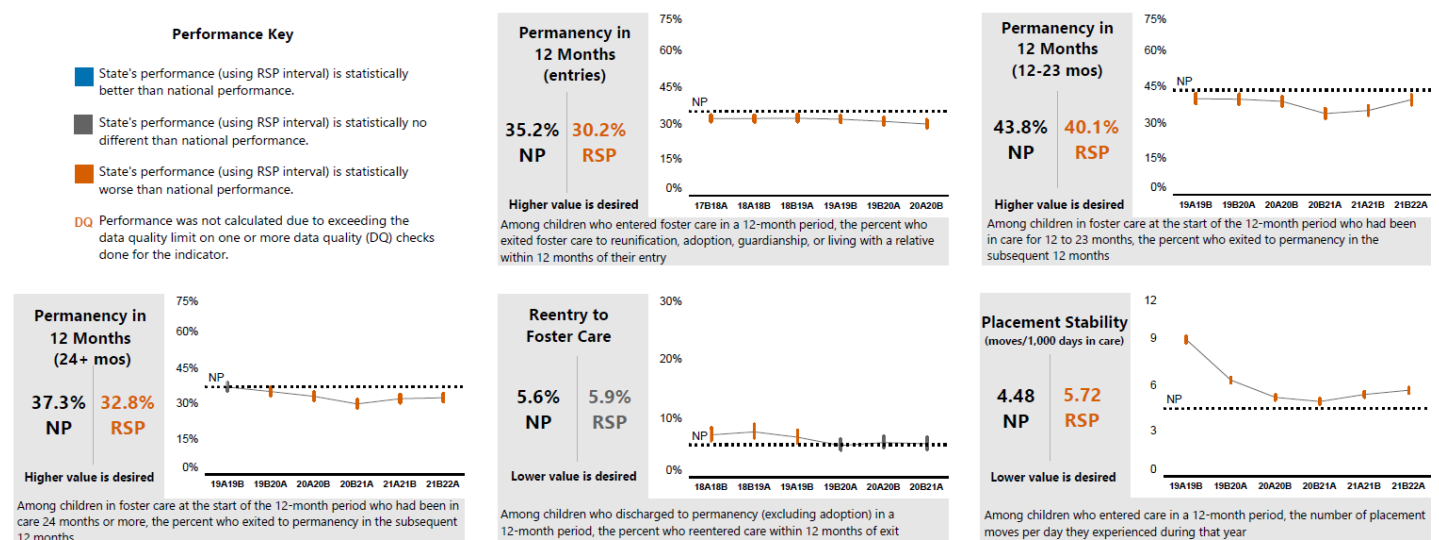 Performance Key
State's performance (using RSP interval) is statistically
better than national performance.
State's performance (using RSP interval) is statistically no
different than national performance.
State's performance (using RSP interval) is statistically
worse than national performance.
DQ Performance was not calculated due to exceeding the
data quality limit on one or more data quality (DQ) checks
done for the indicator.
Permanency in
12 Months
(entries)
35.2% 30.2%
NP RSP
Higher value is desired
75%
60%
45%
NP
30%
15%
0%
17B18A 18A18B 18B19A 19A19B 19B20A 20A20B
Among children who entered foster care in a 12-month period, the percent who
exited foster care to reunification, adoption, guardianship, or living with a relative
within 12 months of their entry
Permanency in
12 Months
(12-23 mos)
43.8% 40.1%
NP RSP
Higher value is desired
75%
60%
45%
NP
30%
15%
0%
19A19B 19B20A 20A20B 20B21A 21A21B 21B22A
Among children in foster care at the start of the 12-month period who had been
in care for 12 to 23 months, the percent who exited to permanency in the
subsequent 12 months
Permanency in
12 Months
(24+ mos)
37.3% 32.8%
NP RSP
Higher value is desired
75%
60%
45%
NP
30%
15%
0%
19A19B 19B20A 20A20B 20B21A 21A21B 21B22A
Among children in foster care at the start of the 12-month period who had been in
care 24 months or more, the percent who exited to permanency in the subsequent
12 months
Reentry to
Foster Care
5.6% 5.9%
NP RSP
Lower value is desired
30%
20%
10%
NP
0%
18A18B 18B19A 19A19B 19B20A 20A20B 20B21A
Among children who discharged to permanency (excluding adoption) in a
12-month period, the percent who reentered care within 12 months of exit
Placement Stability
(moves/1,000 days in care)
4.48 5.72
NP RSP
Lower value is desired
12
9
6
NP
3
0
19A19B 19B20A 20A20B 20B21A 21A21B 21B22A
Among children who entered care in a 12-month period, the number of placement
moves per day they experienced during that year